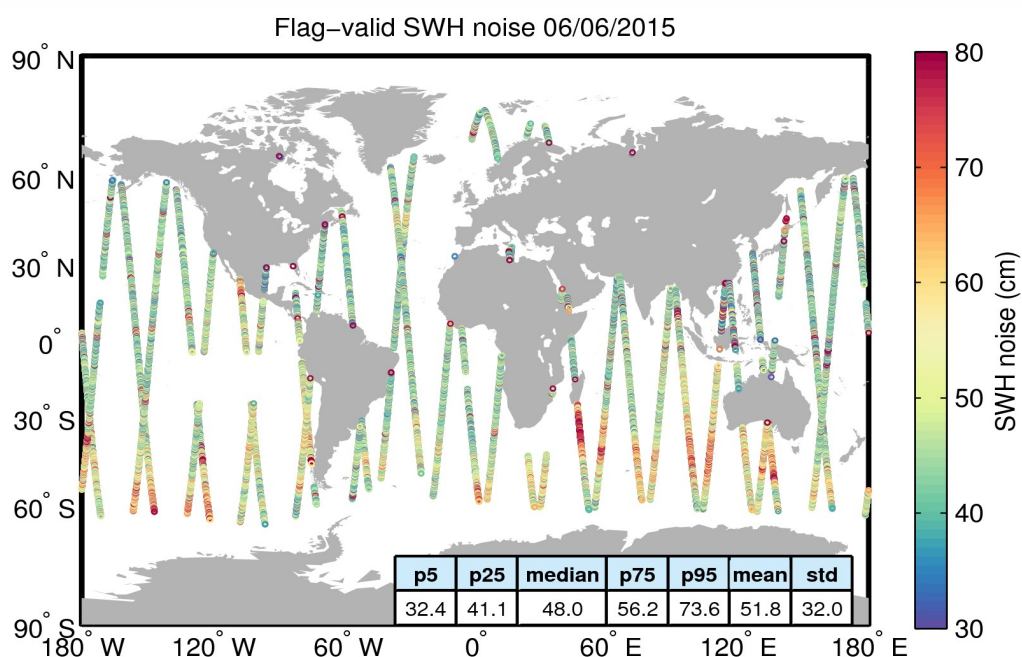 Flag−valid SWH noise 06/06/2015
90° N
60° N
30° N
0°
30° S
60° S
90° S
180° W
120° W
60° W
0°
60° E
120° E
180° E
80
70
60
50
40
30
SWH noise (cm)
p5 p25 median p75 p95 mean std
32.4 41.1 48.0 56.2 73.6 51.8 32.0